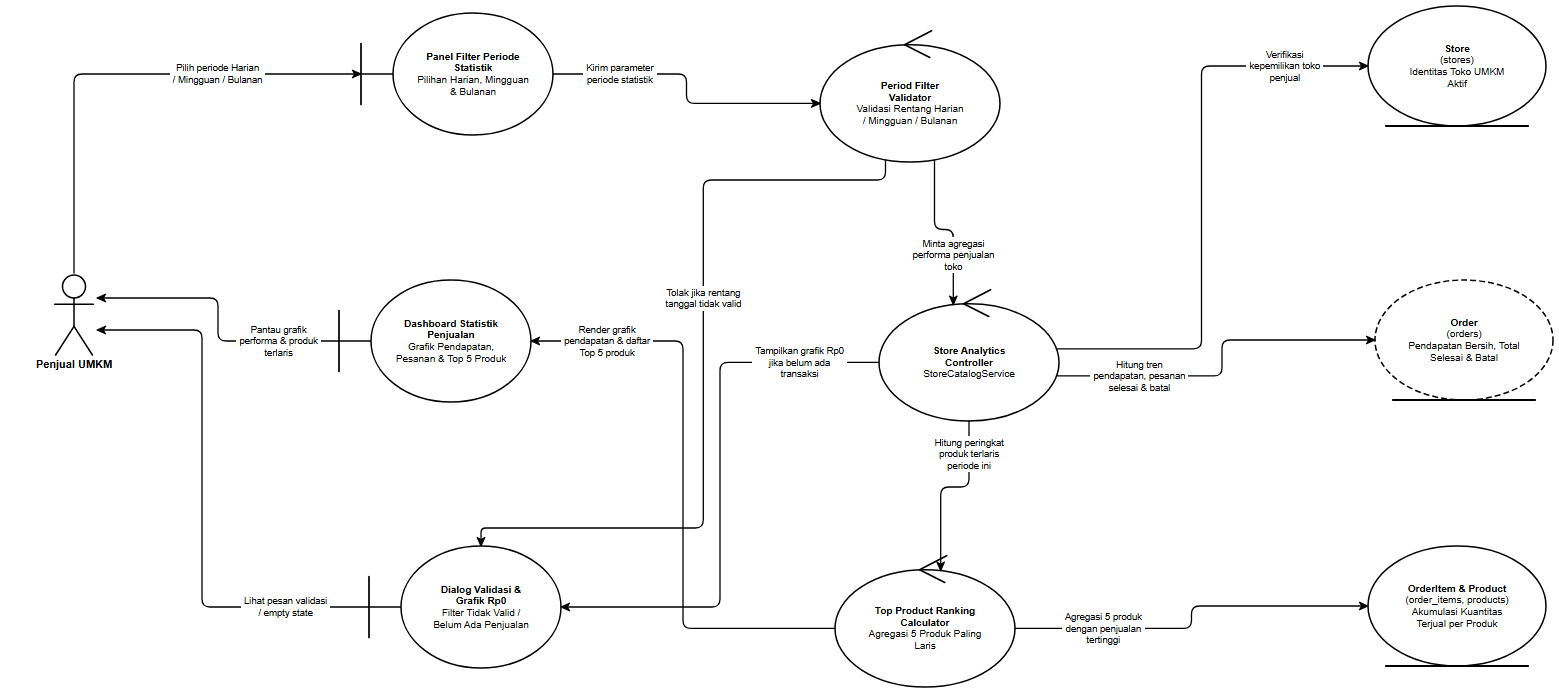 Pilih periode Harian
/ Mingguan / Bulanan
Panel Filter Periode
Statistik
Pilihan Harian, Mingguan
& Bulanan
Kirim parameter
periode statistik
Period Filter
Validator
Validasi Rentang Harian
/ Mingguan / Bulanan
Verifikasi
kepemilikan toko
penjual
Store
(stores)
Identitas Toko UMKM
Aktif
Minta agregasi
performa penjualan
toko
Tolak jika rentang
tanggal tidak valid
Penjual UMKM
Pantau grafik
performa & produk
terlaris
Dashboard Statistik
Penjualan
Grafik Pendapatan,
Pesanan & Top 5 Produk
Render grafik
pendapatan & daftar
Top 5 produk
Tampilkan grafik Rp0
jika belum ada
transaksi
Store Analytics
Controller
StoreCatalogService
Hitung tren
pendapatan, pesanan
selesai & batal
Order
(orders)
Pendapatan Bersih, Total
Selesai & Batal
Hitung peringkat
produk terlaris
periode ini
Lihat pesan validasi
/ empty state
Dialog Validasi &
Grafik Rp0
Filter Tidak Valid /
Belum Ada Penjualan
Top Product Ranking
Calculator
Agregasi 5 Produk Paling
Laris
Agregasi 5 produk
dengan penjualan
tertinggi
OrderItem & Product
(order_items, products)
Akumulasi Kuantitas
Terjual per Produk